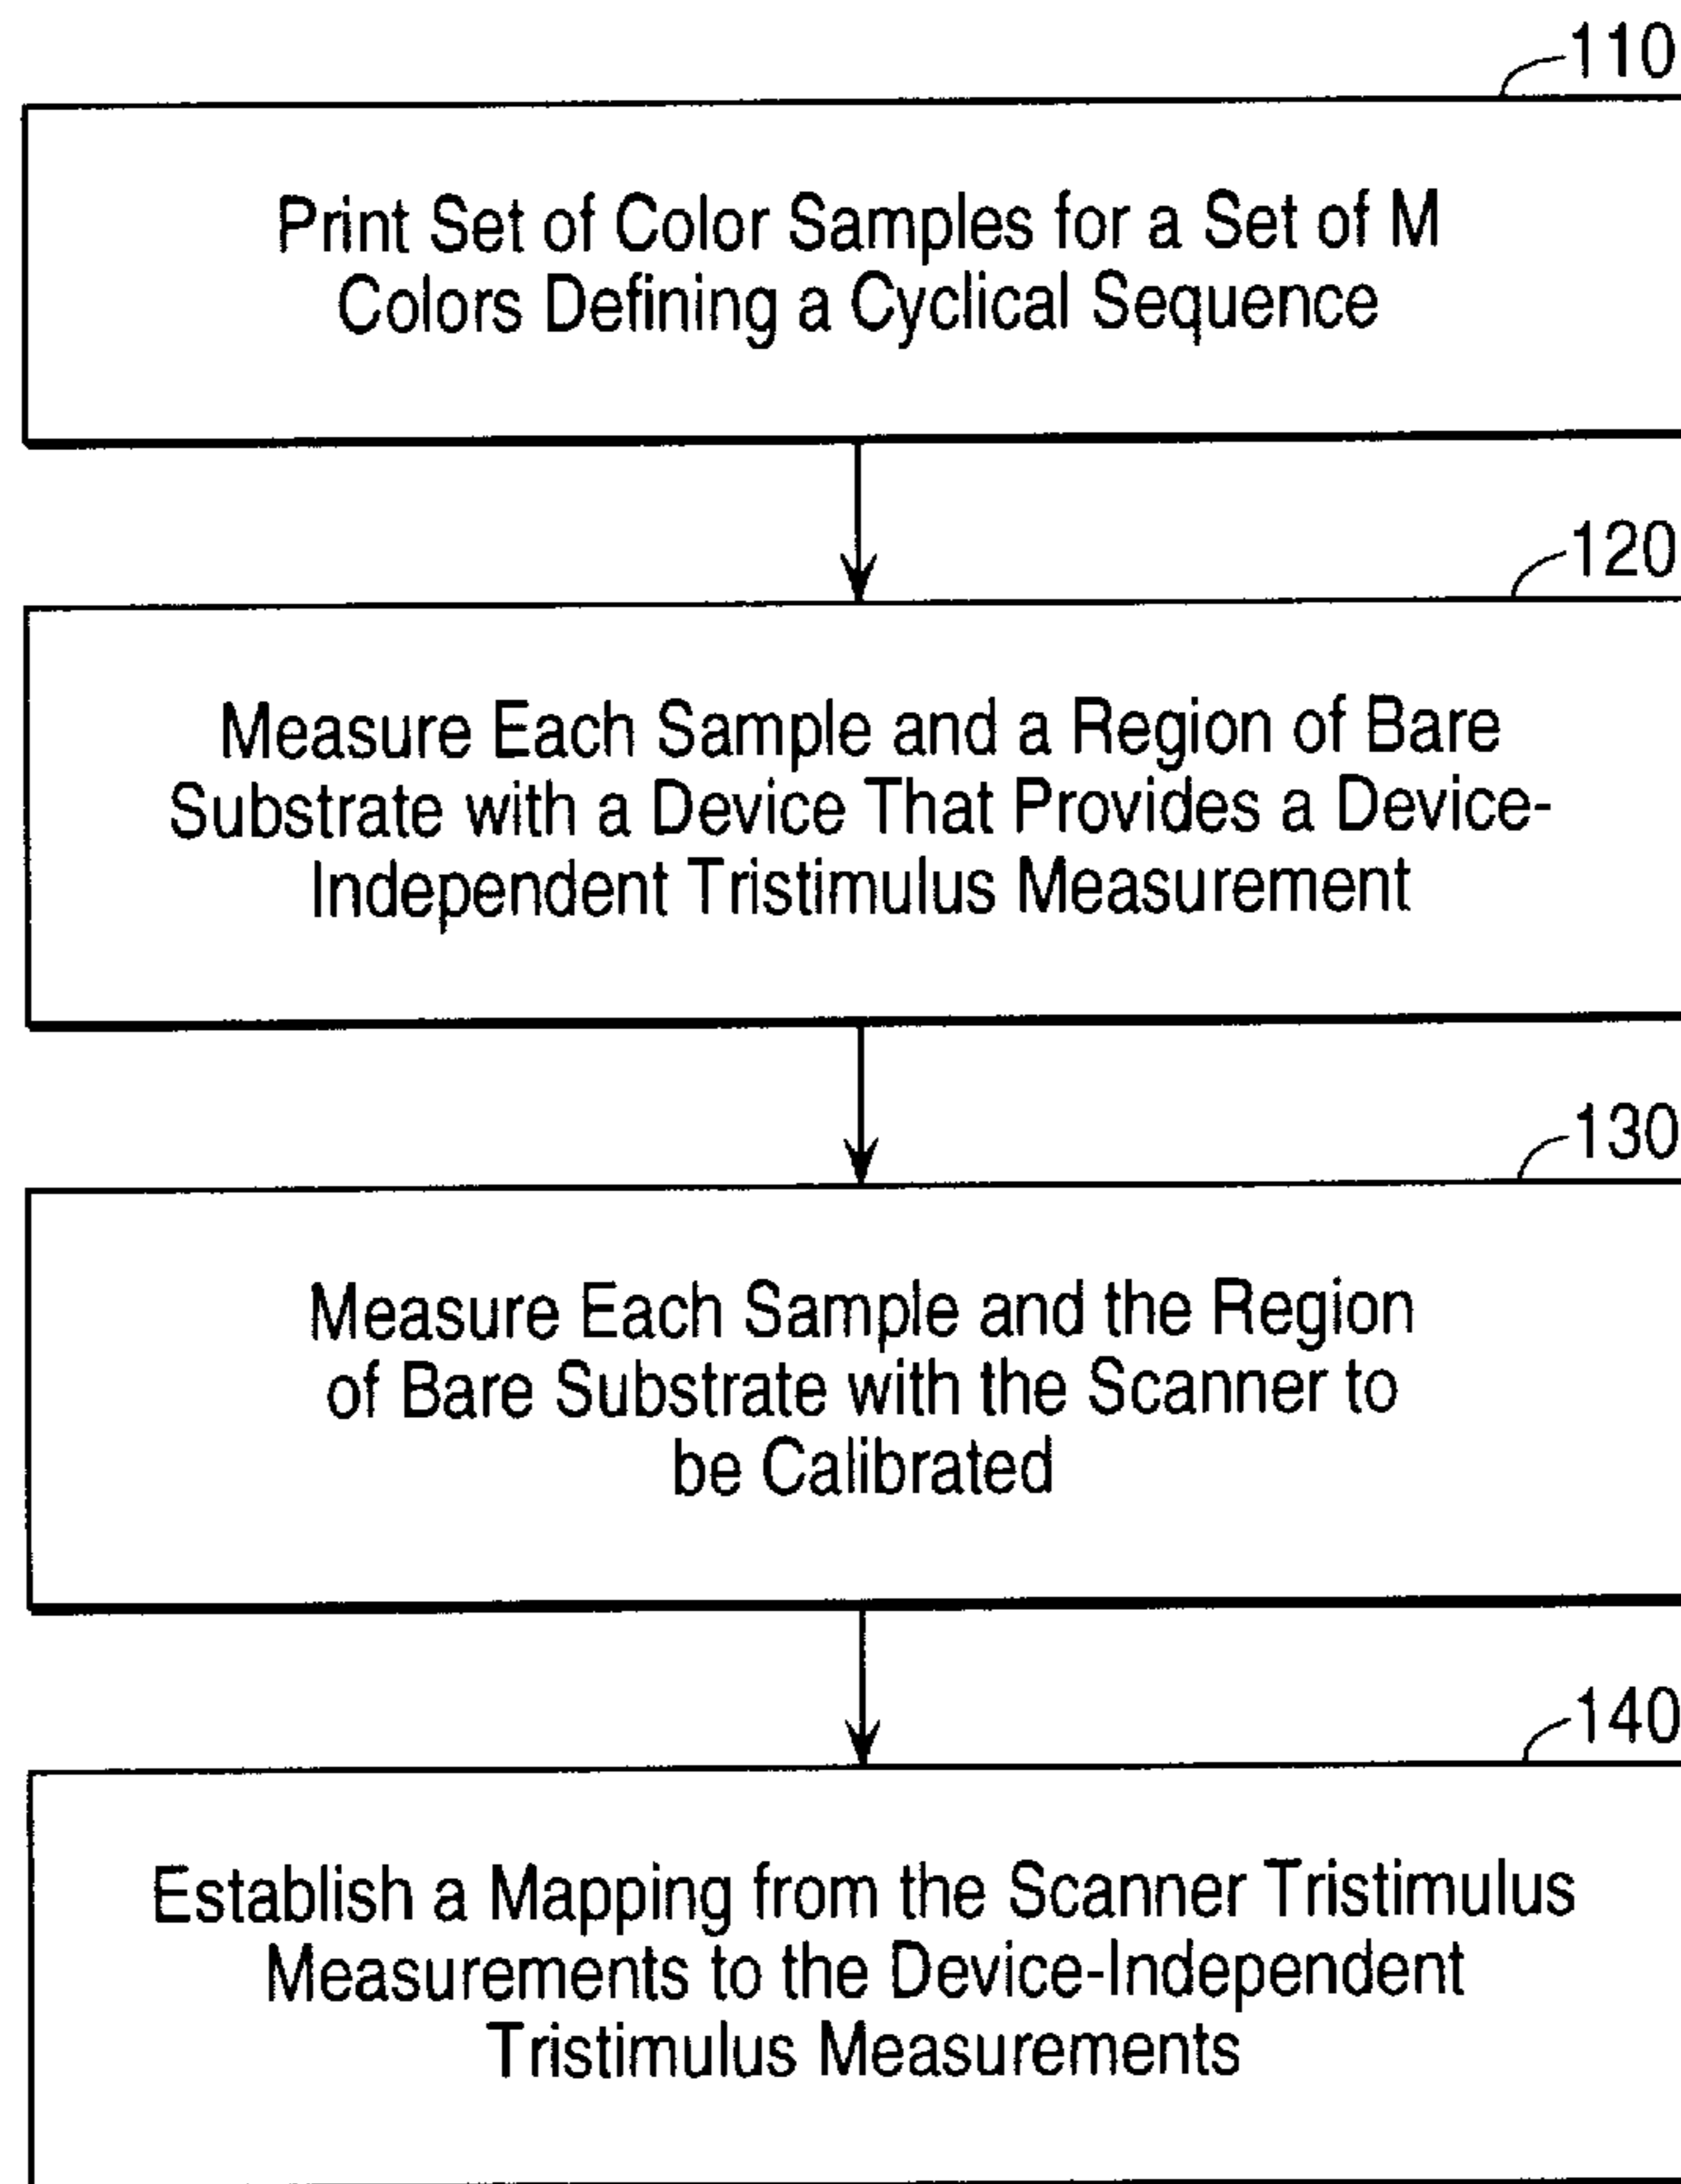 110
Print Set of Color Samples for a Set of M
Colors Defining a Cyclical Sequence
120
Measure Each Sample and a Region of Bare
Substrate with a Device That Provides a Device-
Independent Tristimulus Measurement
130
Measure Each Sample and the Region
of Bare Substrate with the Scanner to
be Calibrated
140
Establish a Mapping from the Scanner Tristimulus
Measurements to the Device-Independent
Tristimulus Measurements